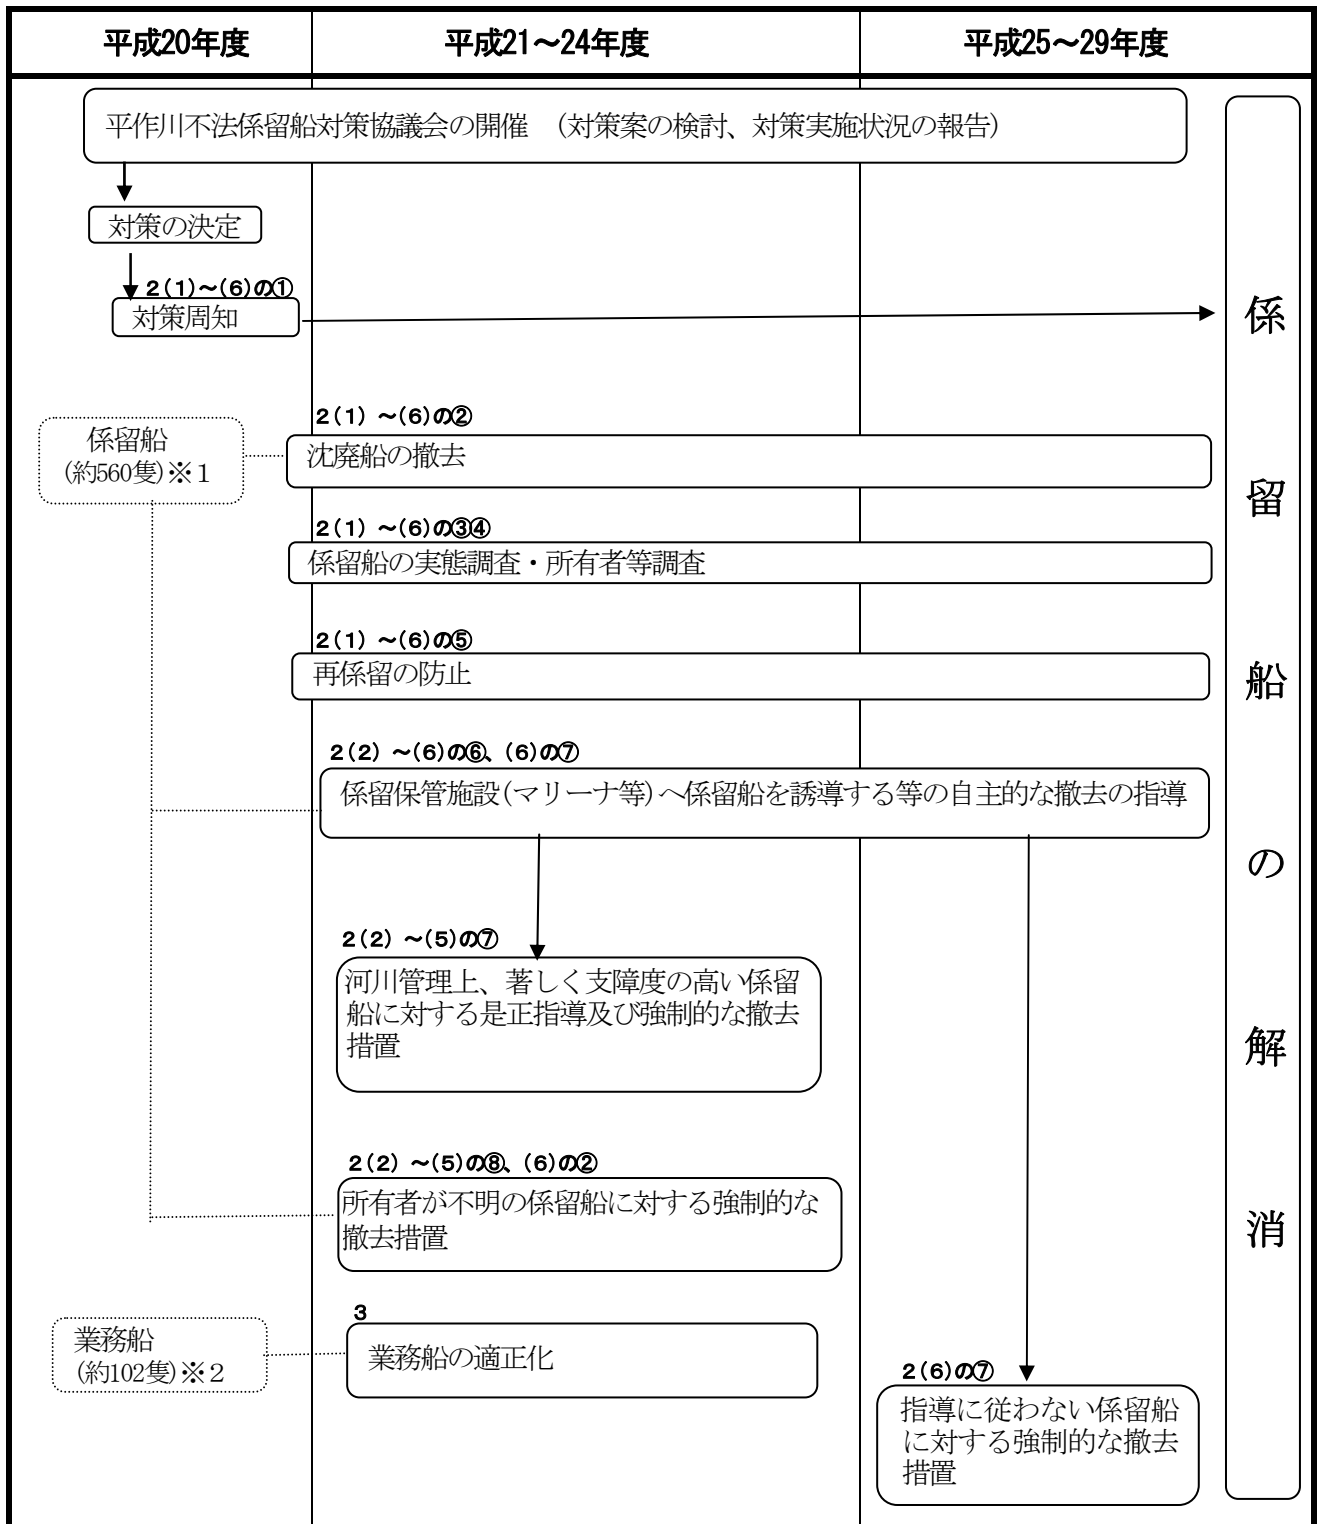 平成20年度
平成21～24年度
平成25～29年度
平作川不法係留船対策協議会の開催　（対策案の検討、対策実施状況の報告）
対策の決定
2(1)～(6)の①
対策周知
2(1) ～(6)の②
係留船
(約560隻)※１
沈廃船の撤去
2(1) ～(6)の③④
係留船の実態調査・所有者等調査
2(1) ～(6)の⑤
再係留の防止
2(2) ～(6)の⑥、(6)の⑦
係留保管施設(マリーナ等)へ係留船を誘導する等の自主的な撤去の指導
2(2) ～(5)の⑦
河川管理上、著しく支障度の高い係留
船に対する是正指導及び強制的な撤去
措置
2(2) ～(5)の⑧、(6)の②
所有者が不明の係留船に対する強制的な
撤去措置
3
業務船
(約102隻)※２
業務船の適正化
2(6)の⑦
指導に従わない係留船
に対する強制的な撤去
措置
係留船の解消